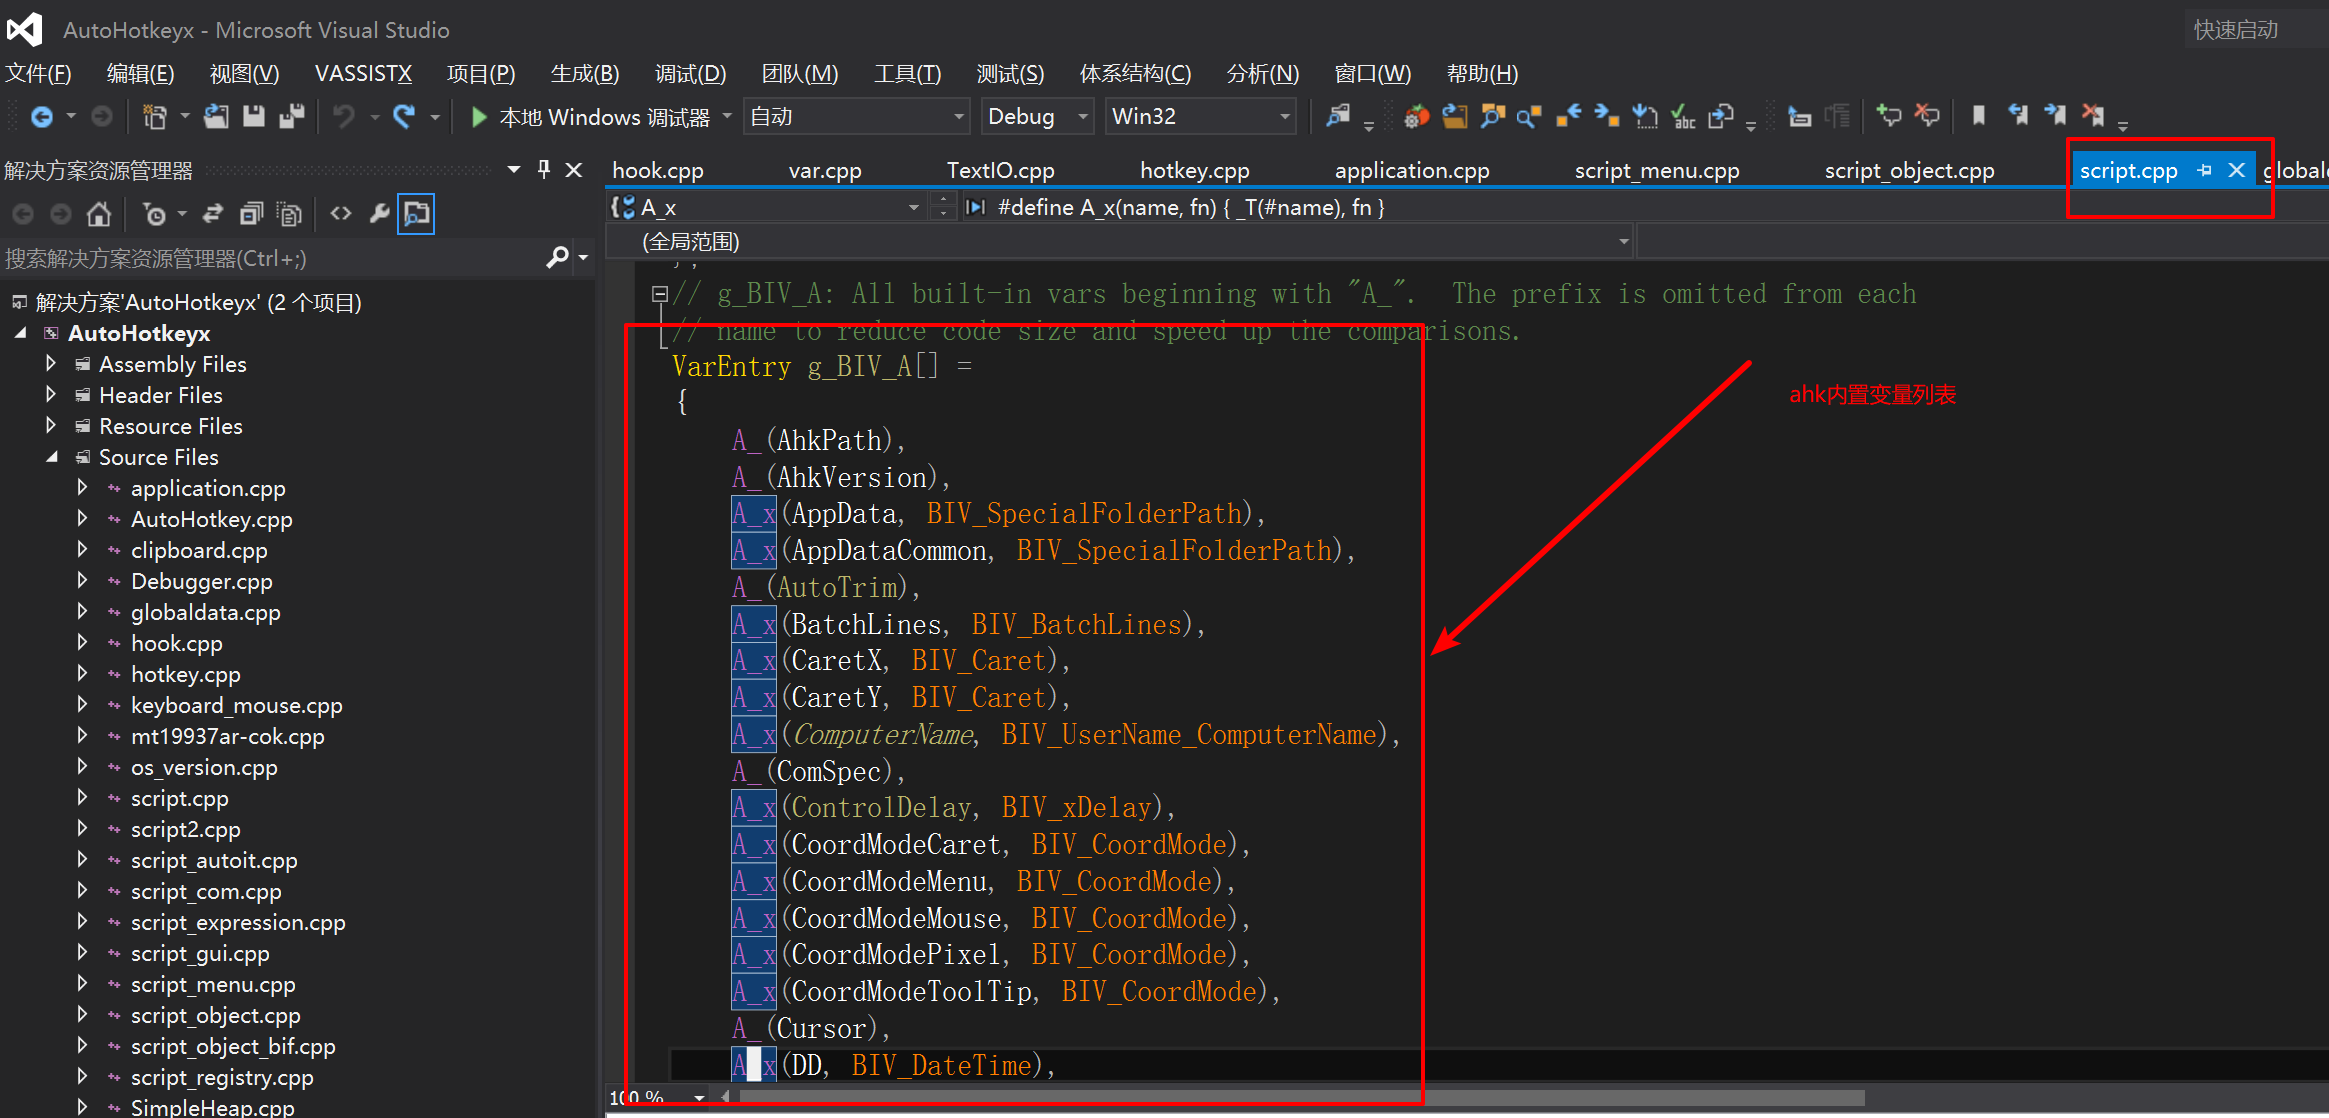 AutoHotkeyx - Microsoft Visual Studio
快速启动
文件(F) 编辑(E) 视图(V) VASSISTX 项目(P) 生成(B) 调试(D) 团队(M) 工具(T) 测试(S) 体系结构(C) 分析(N) 窗口(W) 帮助(H)
本地 Windows 调试器 自动 Debug Win32
解决方案资源管理器
搜索解决方案资源管理器(Ctrl+;)
解决方案'AutoHotkeyx' (2 个项目)
AutoHotkeyx
Assembly Files
Header Files
Resource Files
Source Files
application.cpp
AutoHotkey.cpp
clipboard.cpp
Debugger.cpp
globaldata.cpp
hook.cpp
hotkey.cpp
keyboard_mouse.cpp
mt19937ar-cok.cpp
os_version.cpp
script.cpp
script2.cpp
script_autoit.cpp
script_com.cpp
script_expression.cpp
script_gui.cpp
script_menu.cpp
script_object.cpp
script_object_bif.cpp
script_registry.cpp
SimpleHeap.cpp
hook.cpp var.cpp TextIO.cpp hotkey.cpp application.cpp script_menu.cpp script_object.cpp script.cpp
A_x #define A_x(name, fn) { _T(#name), fn }
(全局范围)
// g_BIV_A: All built-in vars beginning with "A_". The prefix is omitted from each
// name to reduce code size and speed up the comparisons.
VarEntry g_BIV_A[] =
{
A_(AhkPath),
A_(AhkVersion),
A_x(AppData, BIV_SpecialFolderPath),
A_x(AppDataCommon, BIV_SpecialFolderPath),
A_(AutoTrim),
A_x(BatchLines, BIV_BatchLines),
A_x(CaretX, BIV_Caret),
A_x(CaretY, BIV_Caret),
A_x(ComputerName, BIV_UserName_ComputerName),
A_(ComSpec),
A_x(ControlDelay, BIV_xDelay),
A_x(CoordModeCaret, BIV_CoordMode),
A_x(CoordModeMenu, BIV_CoordMode),
A_x(CoordModeMouse, BIV_CoordMode),
A_x(CoordModePixel, BIV_CoordMode),
A_x(CoordModeToolTip, BIV_CoordMode),
A_(Cursor),
A_x(DD, BIV_DateTime),
ahk内置变量列表
100 %